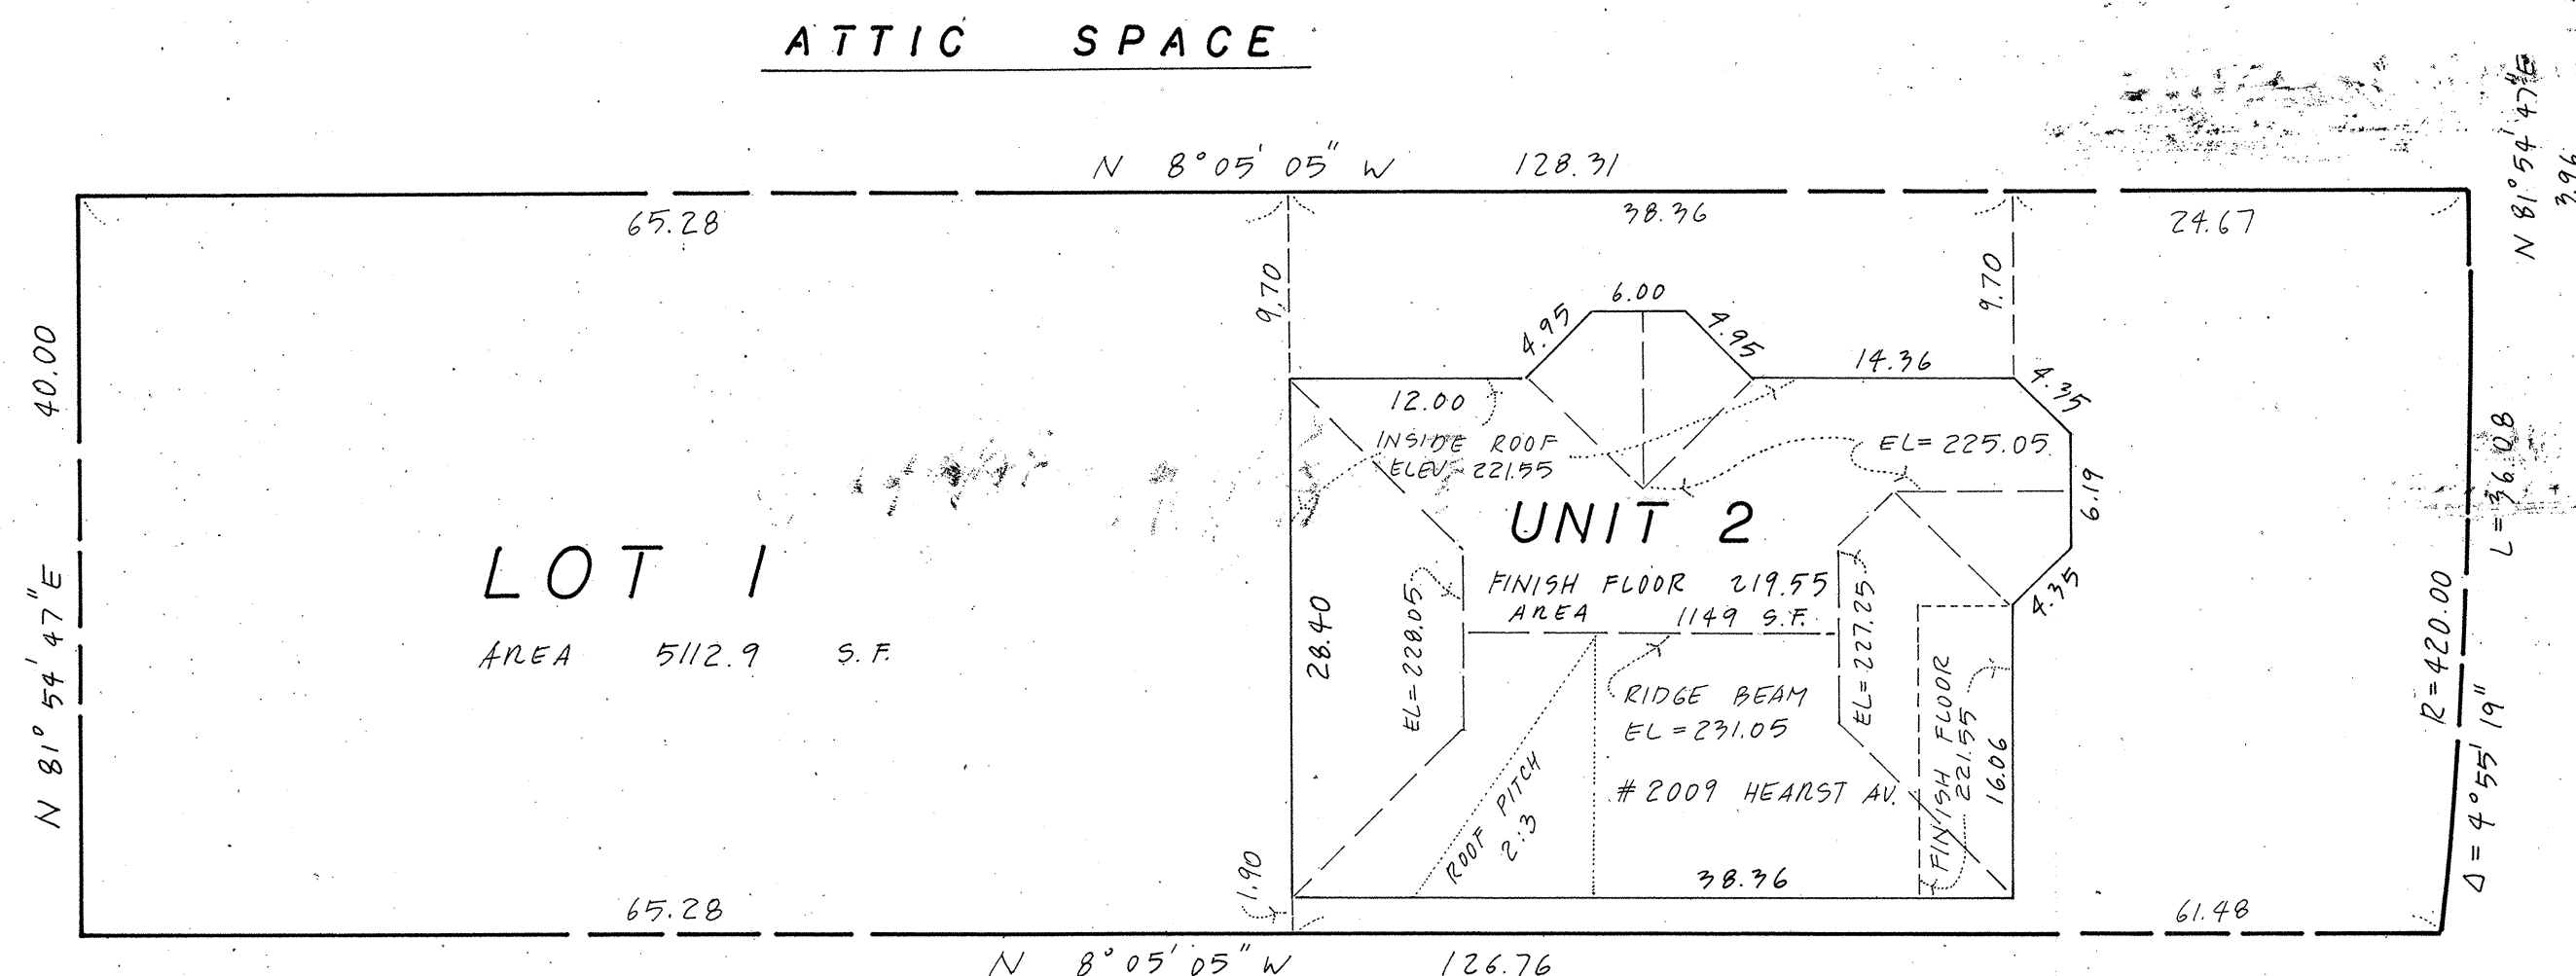 ATTIC SPACE
N 8°05'05" W 128.31
N 81°54'47"E
3.96
65.28
38.36
24.67
40.00
N 81°54'47"E
9.70
9.70
4.95
6.00
4.95
14.36
4.35
12.00
INSIDE ROOF
ELEV=221.55
EL=225.05
6.19
L=36.08
UNIT 2
LOT 1
FINISH FLOOR 219.55
AREA 1149 S.F.
AREA 5112.9 S.F.
28.40
EL=228.05
EL=227.25
4.35
R=420.00
Δ=4°55'19"
RIDGE BEAM
EL=231.05
# 2009 HEARST AV.
ROOF PITCH
2:3
FINISH FLOOR
221.55
16.06
38.36
1.90
65.28
61.48
N 8°05'05" W 126.76